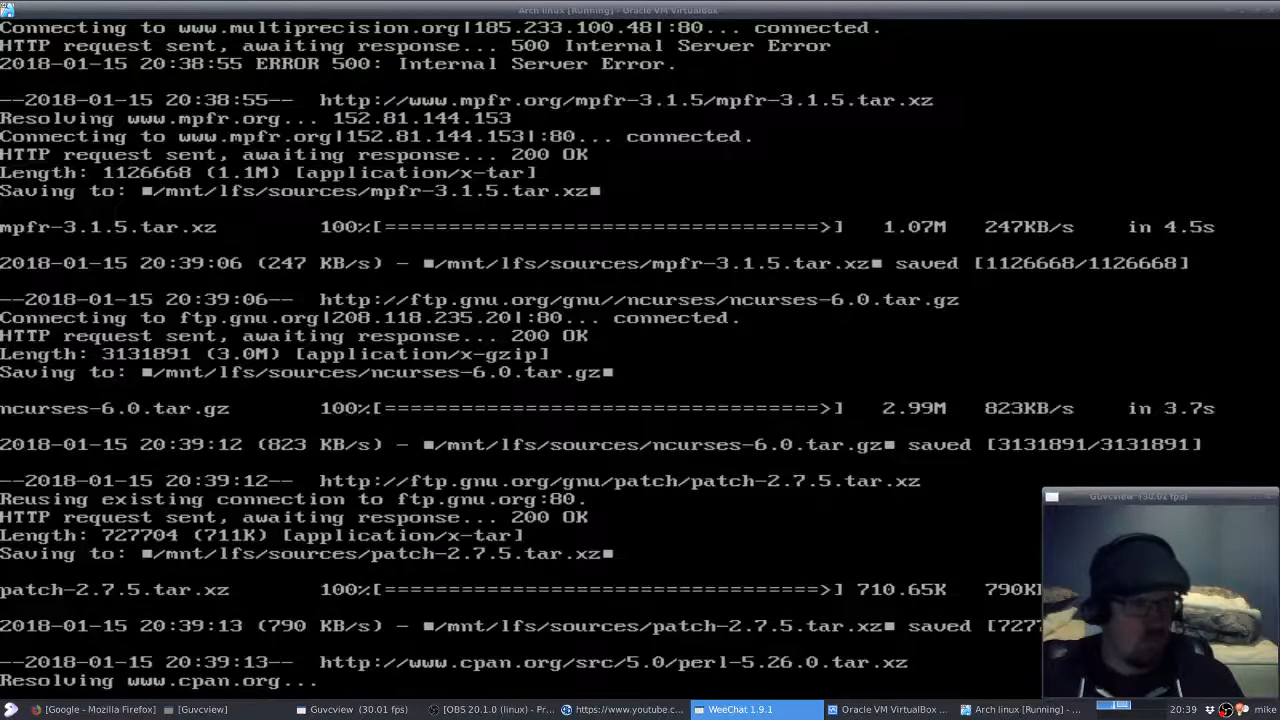 Arch linux [Running] - Oracle VM VirtualBox
Connecting to www.multiprecision.org|185.233.100.48|:80... connected.
HTTP request sent, awaiting response... 500 Internal Server Error
2018-01-15 20:38:55 ERROR 500: Internal Server Error.
--2018-01-15 20:38:55-- http://www.mpfr.org/mpfr-3.1.5/mpfr-3.1.5.tar.xz
Resolving www.mpfr.org... 152.81.144.153
Connecting to www.mpfr.org|152.81.144.153|:80... connected.
HTTP request sent, awaiting response... 200 OK
Length: 1126668 (1.1M) [application/x-tar]
Saving to: ■/mnt/lfs/sources/mpfr-3.1.5.tar.xz■
mpfr-3.1.5.tar.xz 100%[==================================>] 1.07M 247KB/s in 4.5s
2018-01-15 20:39:06 (247 KB/s) - ■/mnt/lfs/sources/mpfr-3.1.5.tar.xz■ saved [1126668/1126668]
--2018-01-15 20:39:06-- http://ftp.gnu.org/gnu//ncurses/ncurses-6.0.tar.gz
Connecting to ftp.gnu.org|208.118.235.20|:80... connected.
HTTP request sent, awaiting response... 200 OK
Length: 3131891 (3.0M) [application/x-gzip]
Saving to: ■/mnt/lfs/sources/ncurses-6.0.tar.gz■
ncurses-6.0.tar.gz 100%[==================================>] 2.99M 823KB/s in 3.7s
2018-01-15 20:39:12 (823 KB/s) - ■/mnt/lfs/sources/ncurses-6.0.tar.gz■ saved [3131891/3131891]
--2018-01-15 20:39:12-- http://ftp.gnu.org/gnu/patch/patch-2.7.5.tar.xz
Reusing existing connection to ftp.gnu.org:80.
HTTP request sent, awaiting response... 200 OK
Length: 727704 (711K) [application/x-tar]
Saving to: ■/mnt/lfs/sources/patch-2.7.5.tar.xz■
patch-2.7.5.tar.xz 100%[==================================>] 710.65K 790K
2018-01-15 20:39:13 (790 KB/s) - ■/mnt/lfs/sources/patch-2.7.5.tar.xz■ saved [727
--2018-01-15 20:39:13-- http://www.cpan.org/src/5.0/perl-5.26.0.tar.xz
Resolving www.cpan.org...
Guvcview (30.01 fps)
[Google - Mozilla Firefox] [Guvcview] Guvcview (30.01 fps) [OBS 20.1.0 (linux) - Pro... https://www.youtube.c... WeeChat 1.9.1 Oracle VM VirtualBox ... Arch linux [Running] - ... 20:39 mike